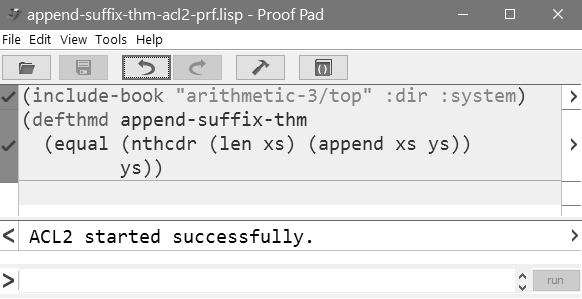 append-suffix-thm-acl2-prf.lisp - Proof Pad
File Edit View Tools Help
(include-book "arithmetic-3/top" :dir :system)
(defthmd append-suffix-thm
(equal (nthcdr (len xs) (append xs ys))
ys))
ACL2 started successfully.
> run